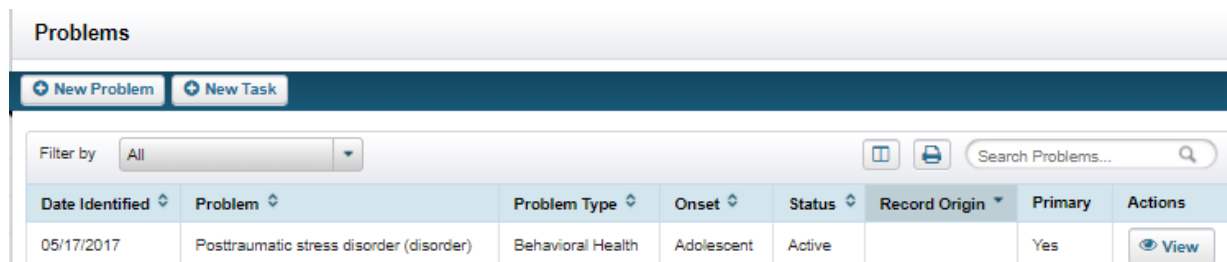 Problems
New Problem New Task
Filter by All Search Problems...
Date Identified Problem Problem Type Onset Status Record Origin Primary Actions
05/17/2017 Posttraumatic stress disorder (disorder) Behavioral Health Adolescent Active Yes View